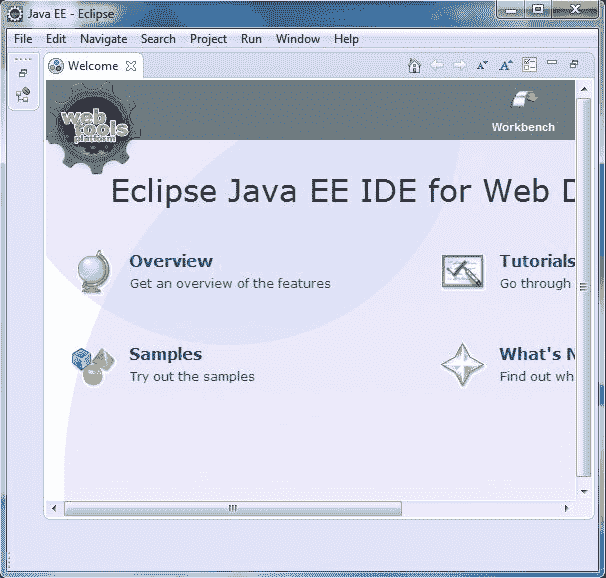 Java EE - Eclipse
File Edit Navigate Search Project Run Window Help
Welcome
web
tools
platform
Workbench
Eclipse Java EE IDE for Web D
Overview
Get an overview of the features
Tutorials
Go through
Samples
Try out the samples
What's N
Find out wh